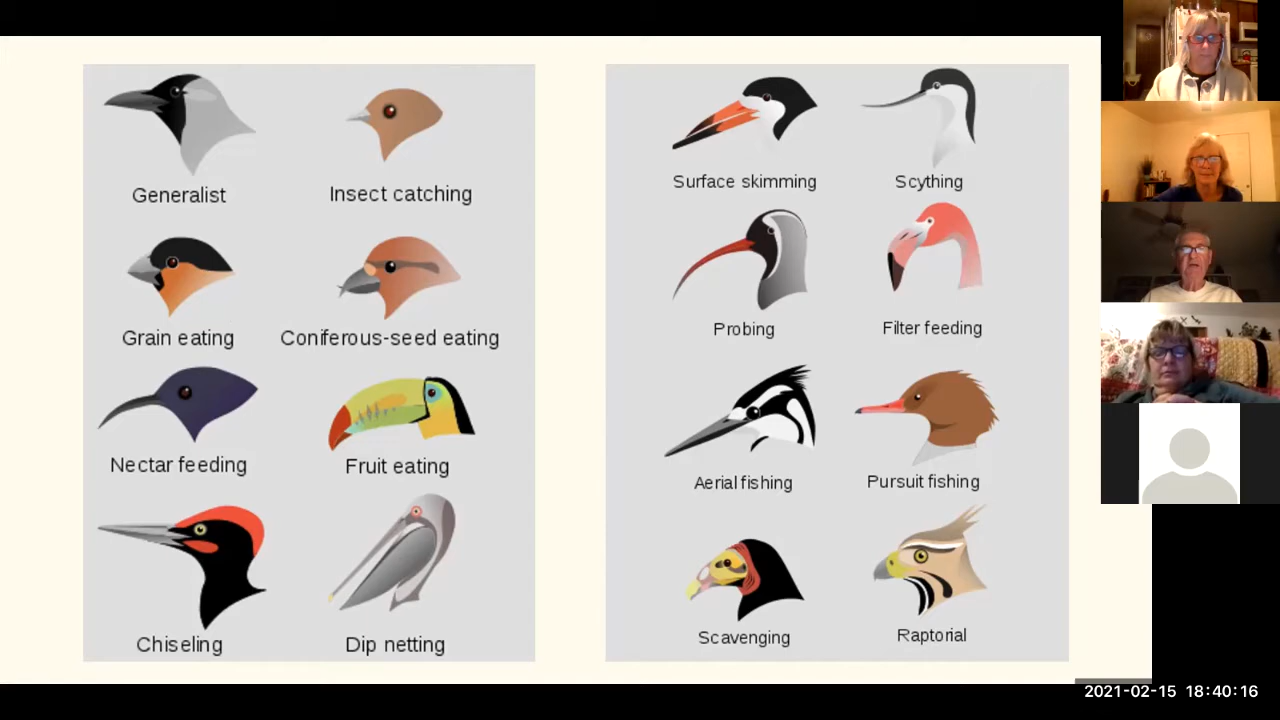 Generalist
Insect catching
Grain eating
Coniferous-seed eating
Nectar feeding
Fruit eating
Chiseling
Dip netting
Surface skimming
Scything
Probing
Filter feeding
Aerial fishing
Pursuit fishing
Scavenging
Raptorial
2021-02-15 18:40:16